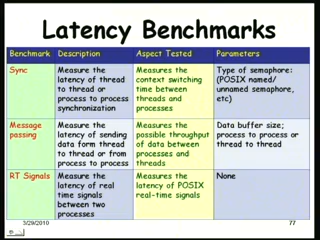 Latency Benchmarks
Benchmark Description Aspect Tested Parameters
Sync
Measure the
latency of thread
to thread or
process to process
synchronization
Measures the
context switching
time between
threads and
processes
Type of semaphore:
(POSIX named/
unnamed semaphore,
etc)
Message
passing
Measure the
latency of sending
data form thread
to thread or from
process to process
Measures the
possible throughput
of data between
processes and
threads
Data buffer size;
process to process or
thread to thread
RT Signals
Measure the
latency of real
time signals
between two
processes
Measures the
latency of POSIX
real-time signals
None
3/29/2010
77